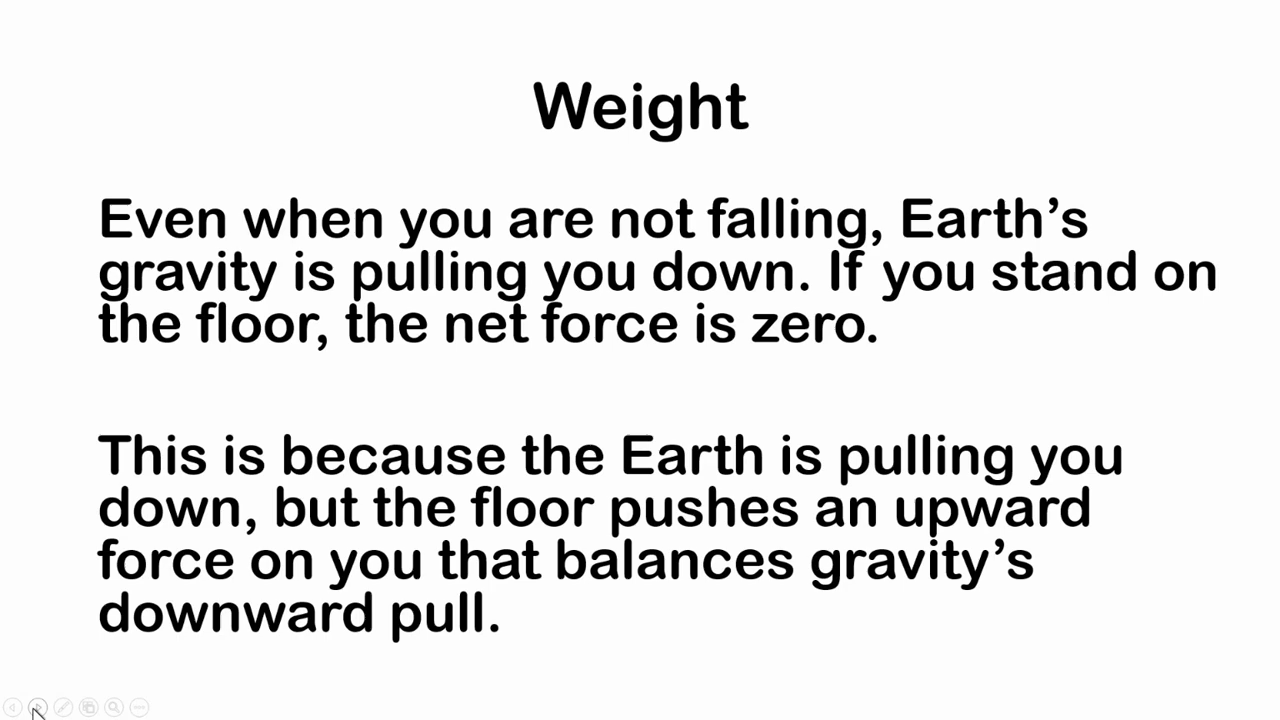 Weight
Even when you are not falling, Earth’s
gravity is pulling you down. If you stand on
the floor, the net force is zero.
This is because the Earth is pulling you
down, but the floor pushes an upward
force on you that balances gravity’s
downward pull.